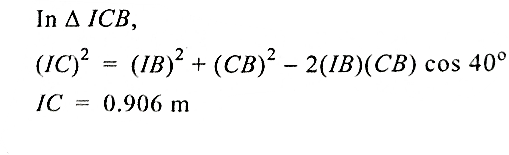 In Δ ICB,
(IC)² = (IB)² + (CB)² – 2(IB)(CB) cos 40°
IC = 0.906 m